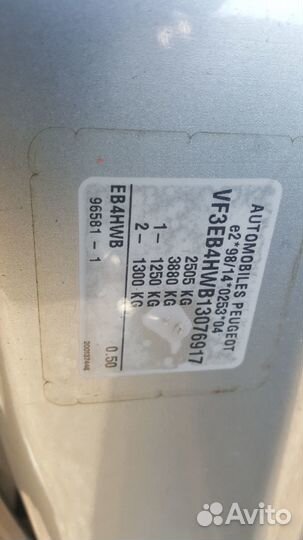 AUTOMOBILES PEUGEOT
e2*98/14*0263*04
VF3EB4HWB13076917
2505 KG
3880 KG
1- 1250 KG
2- 1300 KG
EB4HWB 0.50
96581-1
Avito